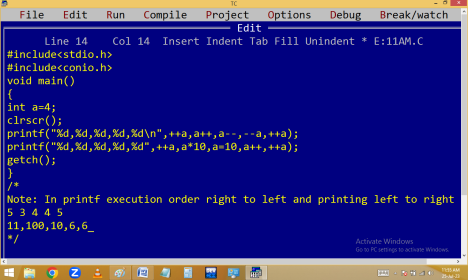 TC
File Edit Run Compile Project Options Debug Break/watch
Edit
Line 14 Col 14 Insert Indent Tab Fill Unindent * E:11AM.C
#include<stdio.h>
#include<conio.h>
void main()
{
int a=4;
clrscr();
printf("%d,%d,%d,%d,%d\n",++a,a++,a--,--a,++a);
printf("%d,%d,%d,%d,%d",++a,a*10,a=10,a++,++a);
getch();
}
/*
Note: In printf execution order right to left and printing left to right
5 3 4 4 5
11,100,10,6,6_
*/
Activate Windows
Go to PC settings to activate Windows.